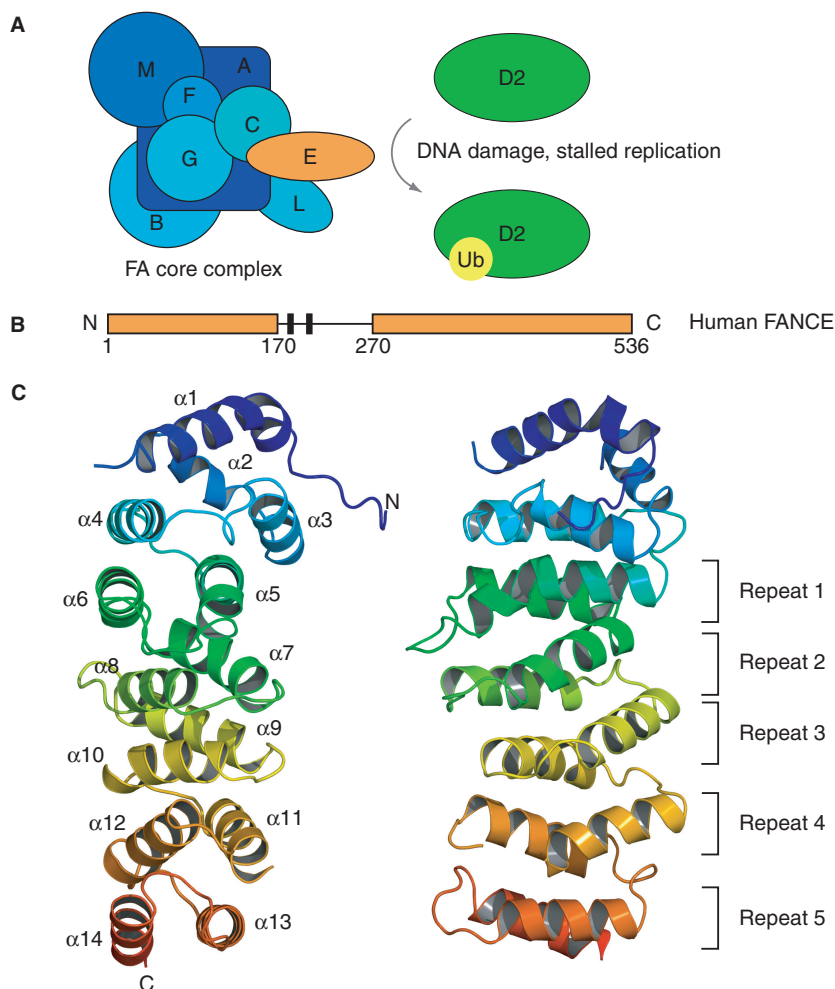 A
M
A
F
C
G
E
B
L
FA core complex
D2
DNA damage, stalled replication
D2
Ub
B
N
C
Human FANCE
1
170
270
536
C
α1
α2
N
α4
α3
α6
α5
α8
α7
α9
α10
α12
α11
α14
α13
C
Repeat 1
Repeat 2
Repeat 3
Repeat 4
Repeat 5